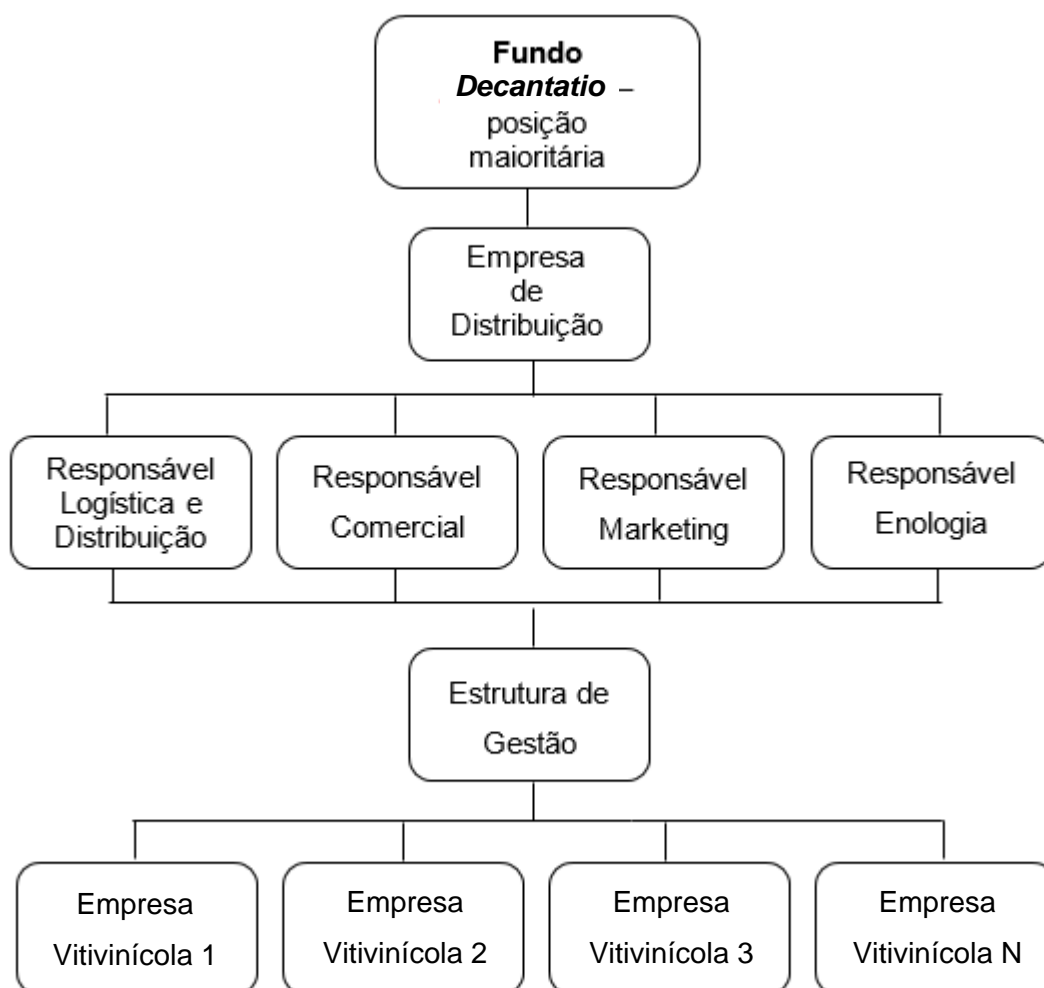 Fundo
Decantatio –
posição
maioritária
Empresa
de
Distribuição
Responsável
Logística e
Distribuição
Responsável
Comercial
Responsável
Marketing
Responsável
Enologia
Estrutura de
Gestão
Empresa
Vitivinícola 1
Empresa
Vitivinícola 2
Empresa
Vitivinícola 3
Empresa
Vitivinícola N